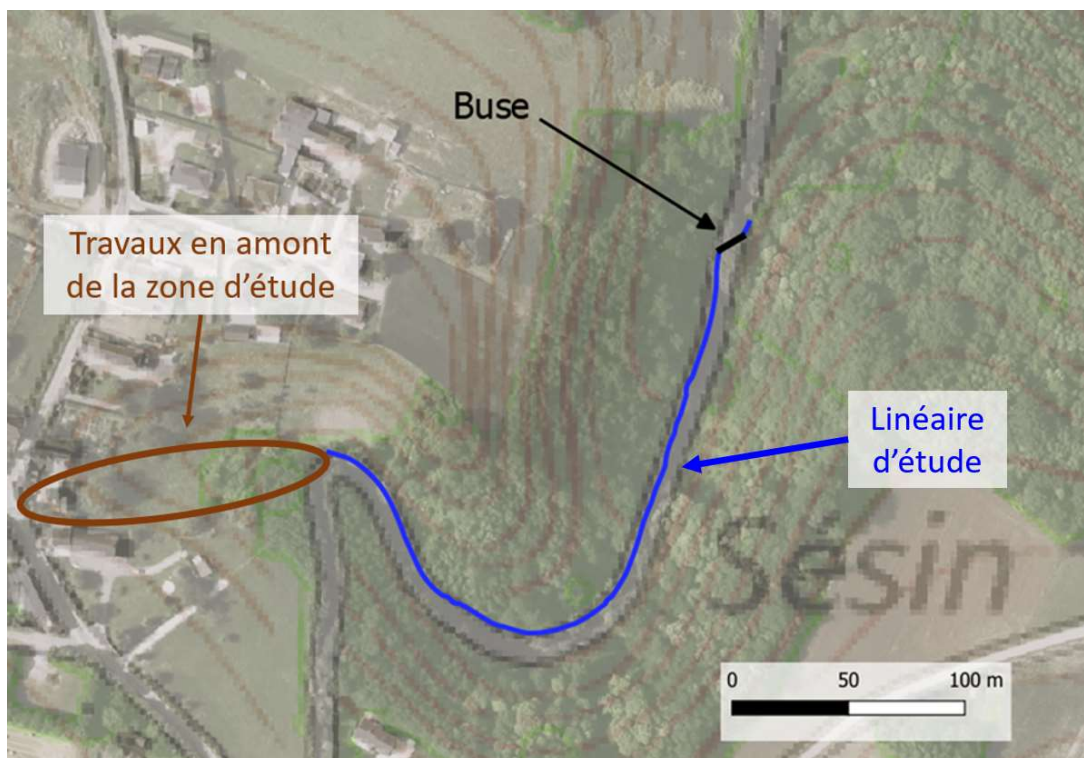 Buse
Travaux en amont
de la zone d’étude
Linéaire
d’étude
Sésin
0 50 100 m